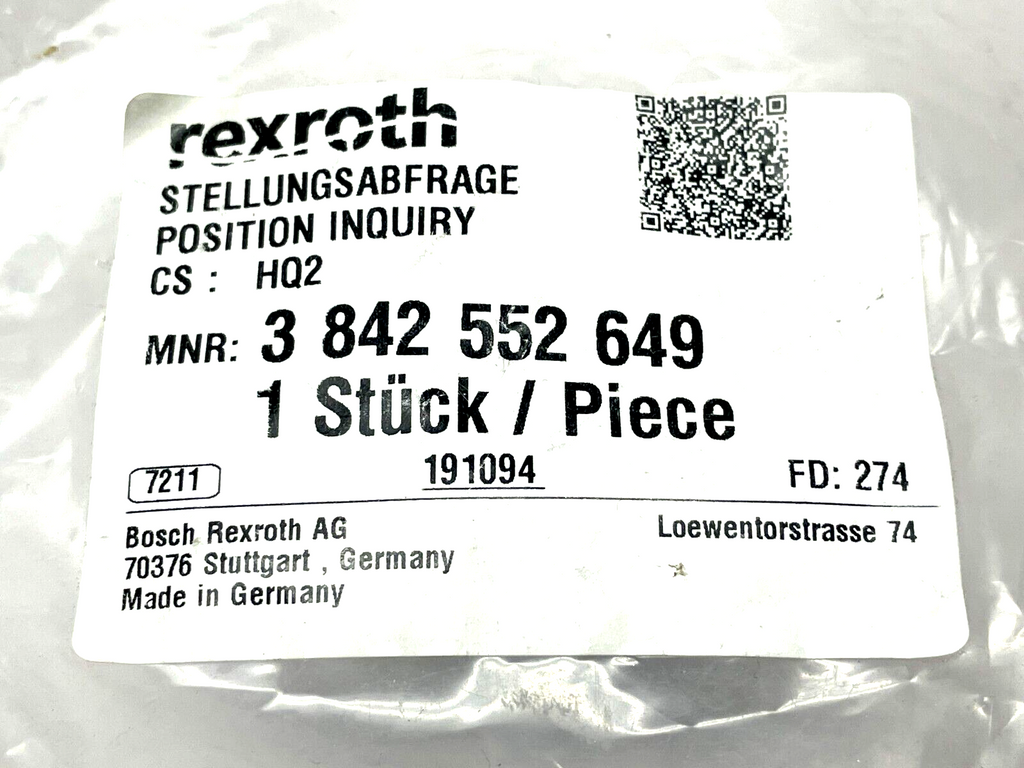 rexroth
STELLUNGSABFRAGE
POSITION INQUIRY
CS : HQ2
MNR: 3 842 552 649
1 Stück / Piece
7211 191094 FD: 274
Bosch Rexroth AG Loewentorstrasse 74
70376 Stuttgart , Germany
Made in Germany